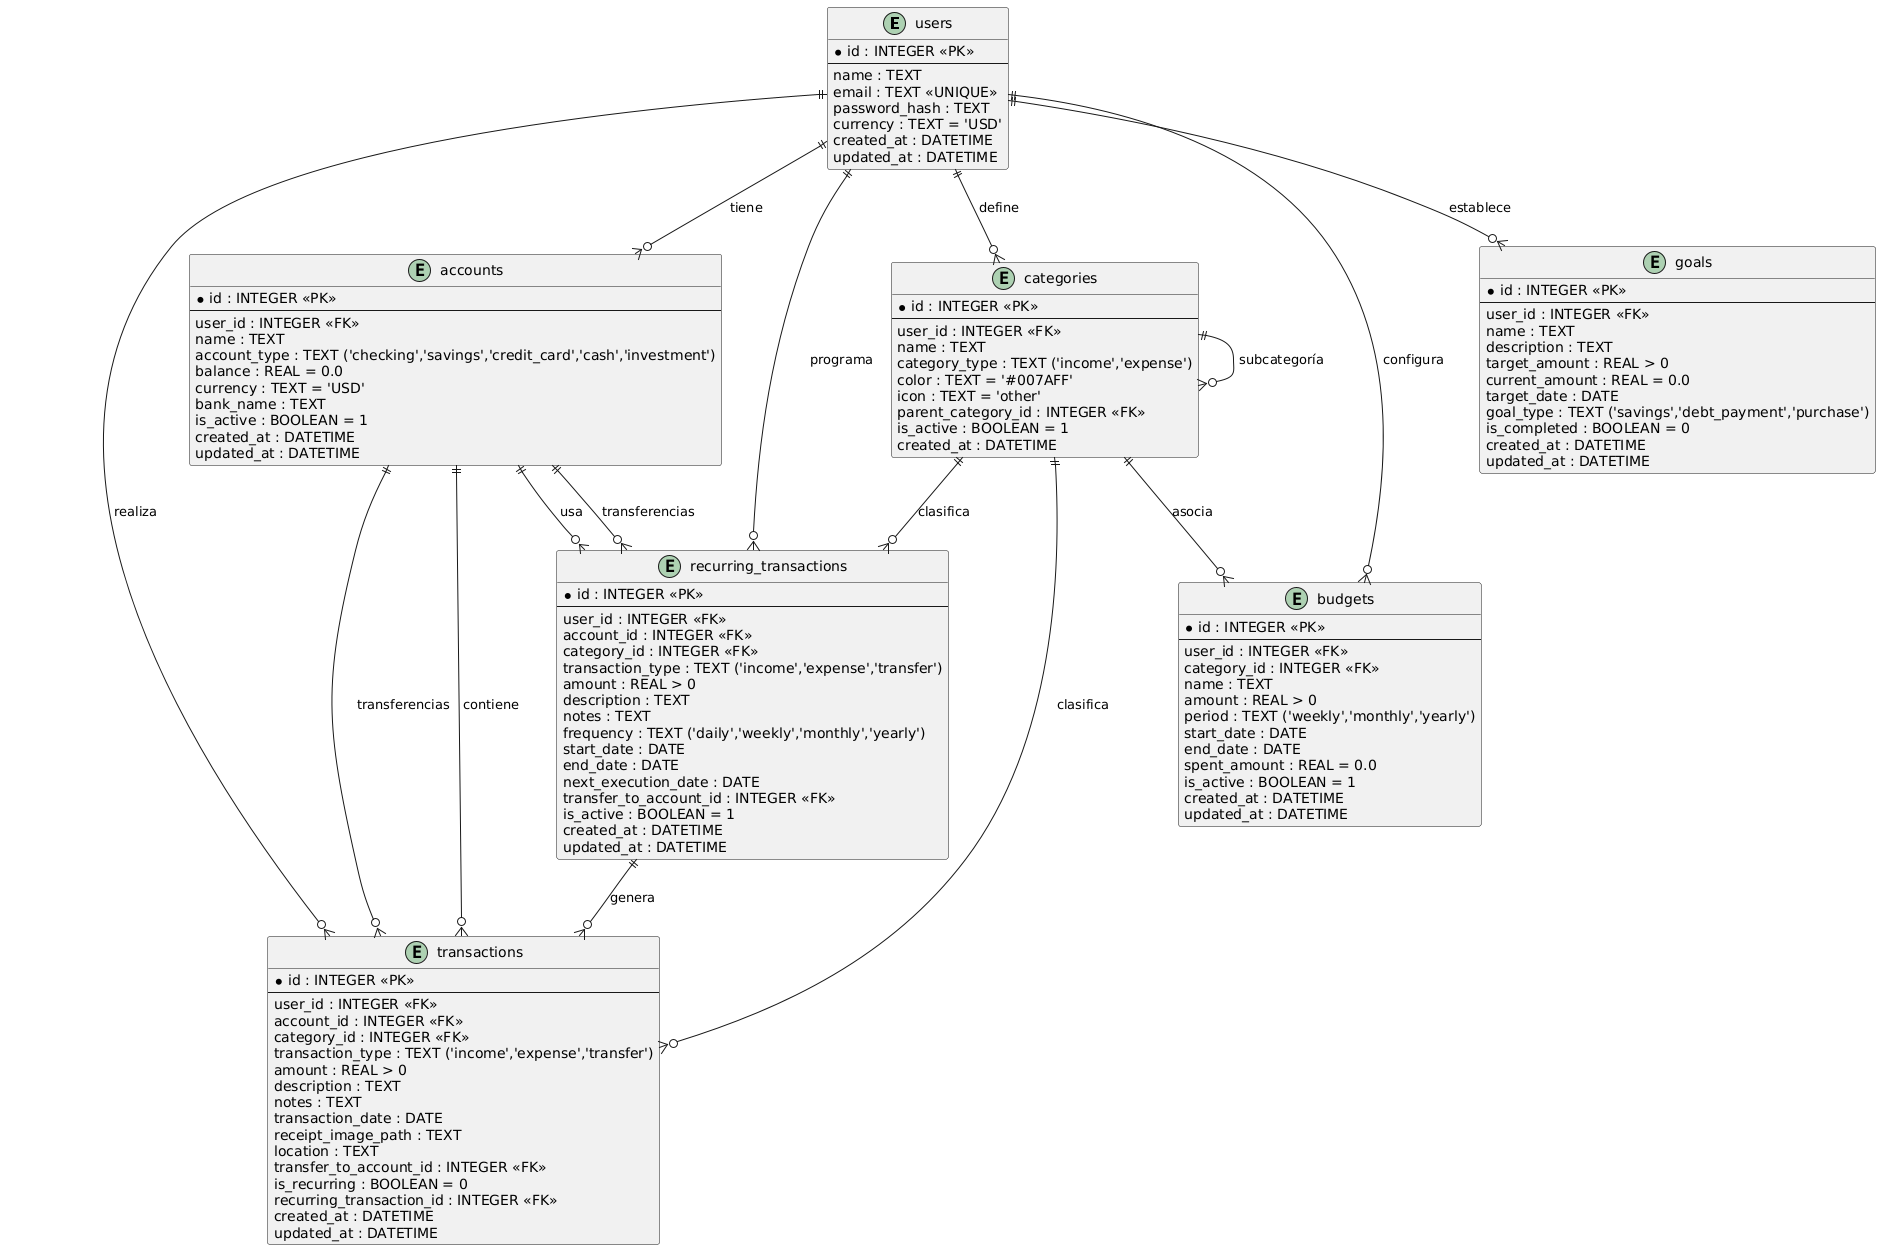 E users
* id : INTEGER «PK»
name : TEXT
email : TEXT «UNIQUE»
password_hash : TEXT
currency : TEXT = 'USD'
created_at : DATETIME
updated_at : DATETIME
tiene
define
establece
E accounts
* id : INTEGER «PK»
user_id : INTEGER «FK»
name : TEXT
account_type : TEXT ('checking','savings','credit_card','cash','investment')
balance : REAL = 0.0
currency : TEXT = 'USD'
bank_name : TEXT
is_active : BOOLEAN = 1
created_at : DATETIME
updated_at : DATETIME
programa
E categories
* id : INTEGER «PK»
user_id : INTEGER «FK»
name : TEXT
category_type : TEXT ('income','expense')
color : TEXT = '#007AFF'
icon : TEXT = 'other'
parent_category_id : INTEGER «FK»
is_active : BOOLEAN = 1
created_at : DATETIME
subcategoría
configura
E goals
* id : INTEGER «PK»
user_id : INTEGER «FK»
name : TEXT
description : TEXT
target_amount : REAL > 0
current_amount : REAL = 0.0
target_date : DATE
goal_type : TEXT ('savings','debt_payment','purchase')
is_completed : BOOLEAN = 0
created_at : DATETIME
updated_at : DATETIME
realiza
usa
transferencias
clasifica
asocia
transferencias
contiene
E recurring_transactions
* id : INTEGER «PK»
user_id : INTEGER «FK»
account_id : INTEGER «FK»
category_id : INTEGER «FK»
transaction_type : TEXT ('income','expense','transfer')
amount : REAL > 0
description : TEXT
notes : TEXT
frequency : TEXT ('daily','weekly','monthly','yearly')
start_date : DATE
end_date : DATE
next_execution_date : DATE
transfer_to_account_id : INTEGER «FK»
is_active : BOOLEAN = 1
created_at : DATETIME
updated_at : DATETIME
clasifica
E budgets
* id : INTEGER «PK»
user_id : INTEGER «FK»
category_id : INTEGER «FK»
name : TEXT
amount : REAL > 0
period : TEXT ('weekly','monthly','yearly')
start_date : DATE
end_date : DATE
spent_amount : REAL = 0.0
is_active : BOOLEAN = 1
created_at : DATETIME
updated_at : DATETIME
genera
E transactions
* id : INTEGER «PK»
user_id : INTEGER «FK»
account_id : INTEGER «FK»
category_id : INTEGER «FK»
transaction_type : TEXT ('income','expense','transfer')
amount : REAL > 0
description : TEXT
notes : TEXT
transaction_date : DATE
receipt_image_path : TEXT
location : TEXT
transfer_to_account_id : INTEGER «FK»
is_recurring : BOOLEAN = 0
recurring_transaction_id : INTEGER «FK»
created_at : DATETIME
updated_at : DATETIME